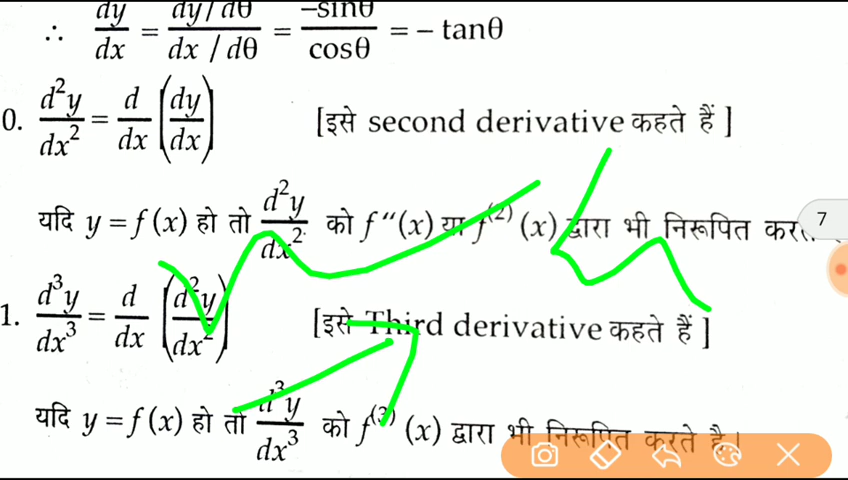 ∴ dy/dx = dy/dθ / dx/dθ = –sinθ/cosθ = – tanθ
0. d²y/dx² = d/dx (dy/dx) [इसे second derivative कहते हैं ]
यदि y = f (x) हो तो d²y/dx² को f "(x) या f⁽²⁾ (x) द्वारा भी निरूपित करत
7
1. d³y/dx³ = d/dx (d²y/dx²) [इसे Third derivative कहते हैं ]
यदि y = f (x) हो तो d³y/dx³ को f⁽³⁾ (x) द्वारा भी निरूपित करते है।